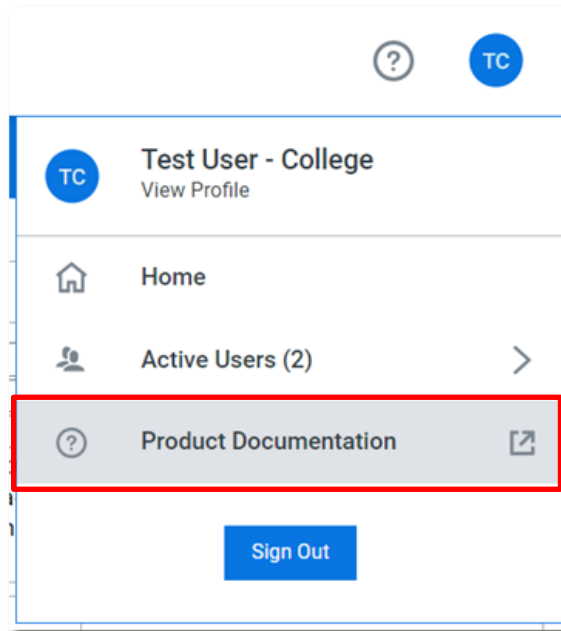 ?
TC
TC
Test User - College
View Profile
Home
Active Users (2)
?
Product Documentation
Sign Out